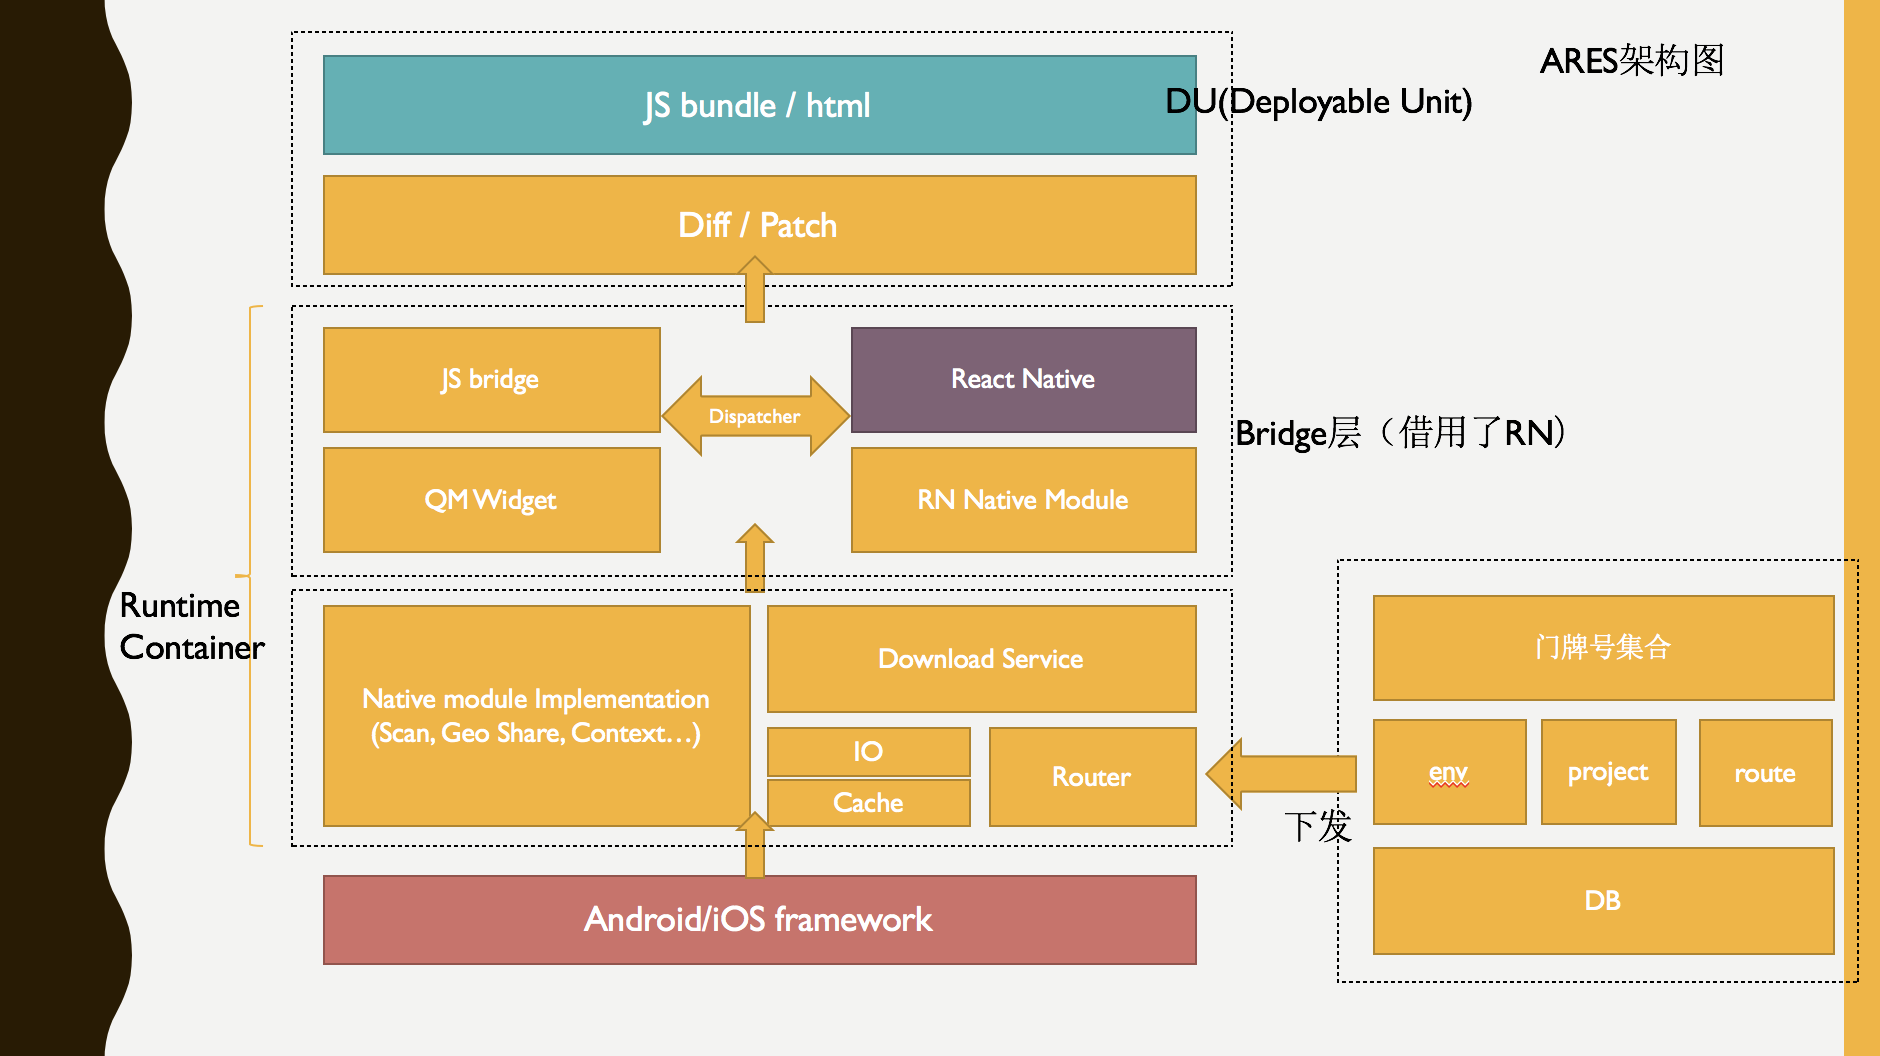 ARES架构图
JS bundle / html
DU(Deployable Unit)
Diff / Patch
JS bridge
React Native
Dispatcher
Bridge层（借用了RN）
QM Widget
RN Native Module
Runtime
Container
Native module Implementation
(Scan, Geo Share, Context…)
Download Service
IO
Cache
Router
下发
门牌号集合
env
project
route
DB
Android/iOS framework